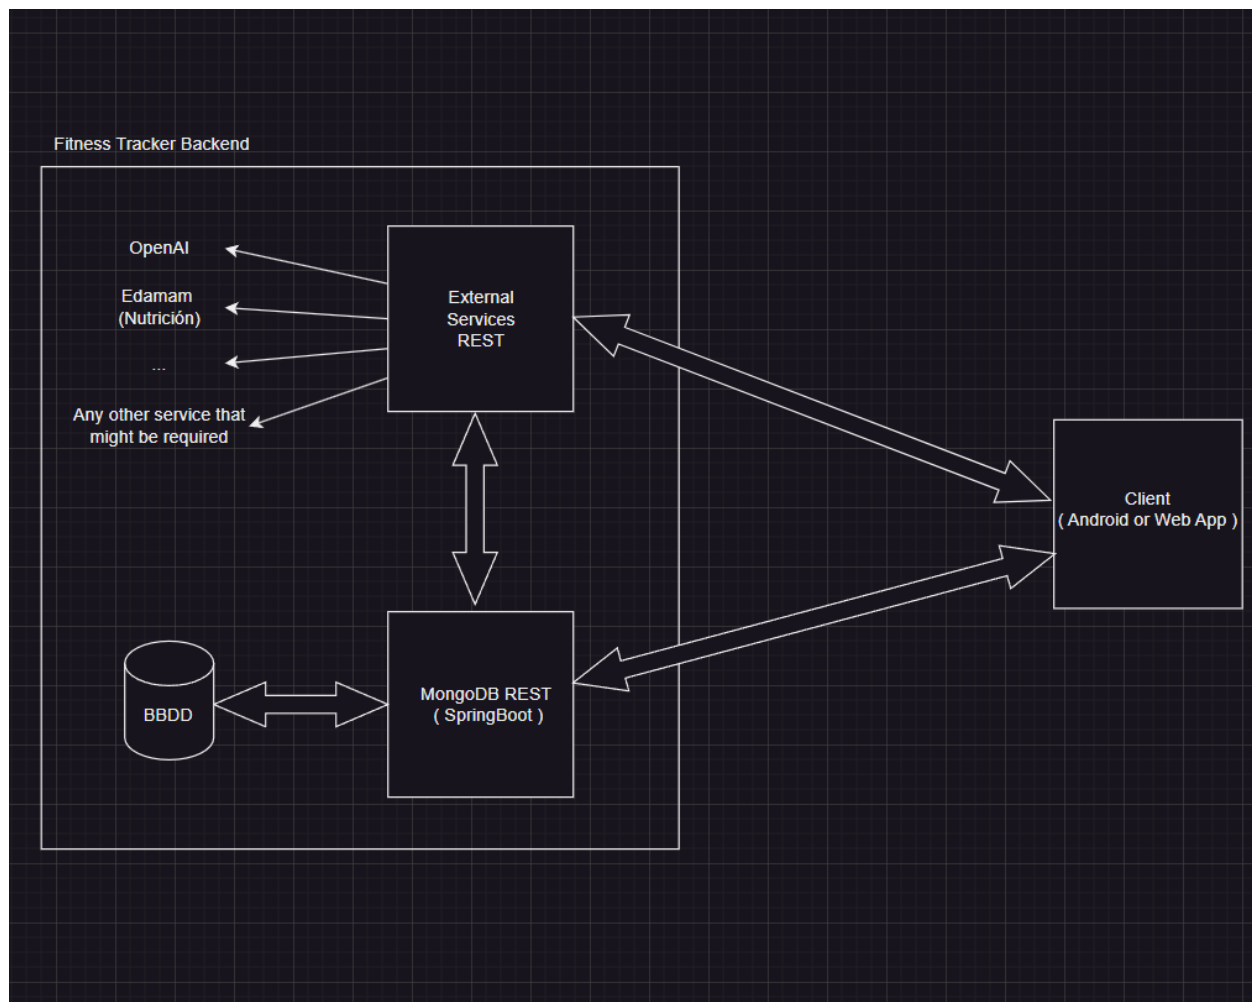 Fitness Tracker Backend
OpenAI
Edamam
(Nutrición)
...
Any other service that
might be required
External
Services
REST
Client
( Android or Web App )
MongoDB REST
( SpringBoot )
BBDD